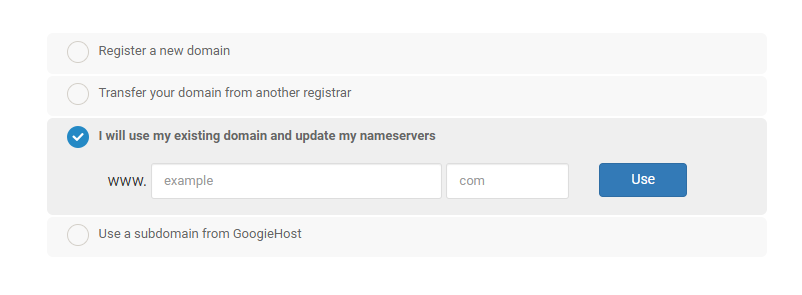 Register a new domain
Transfer your domain from another registrar
I will use my existing domain and update my nameservers
www. example com Use
Use a subdomain from GoogieHost